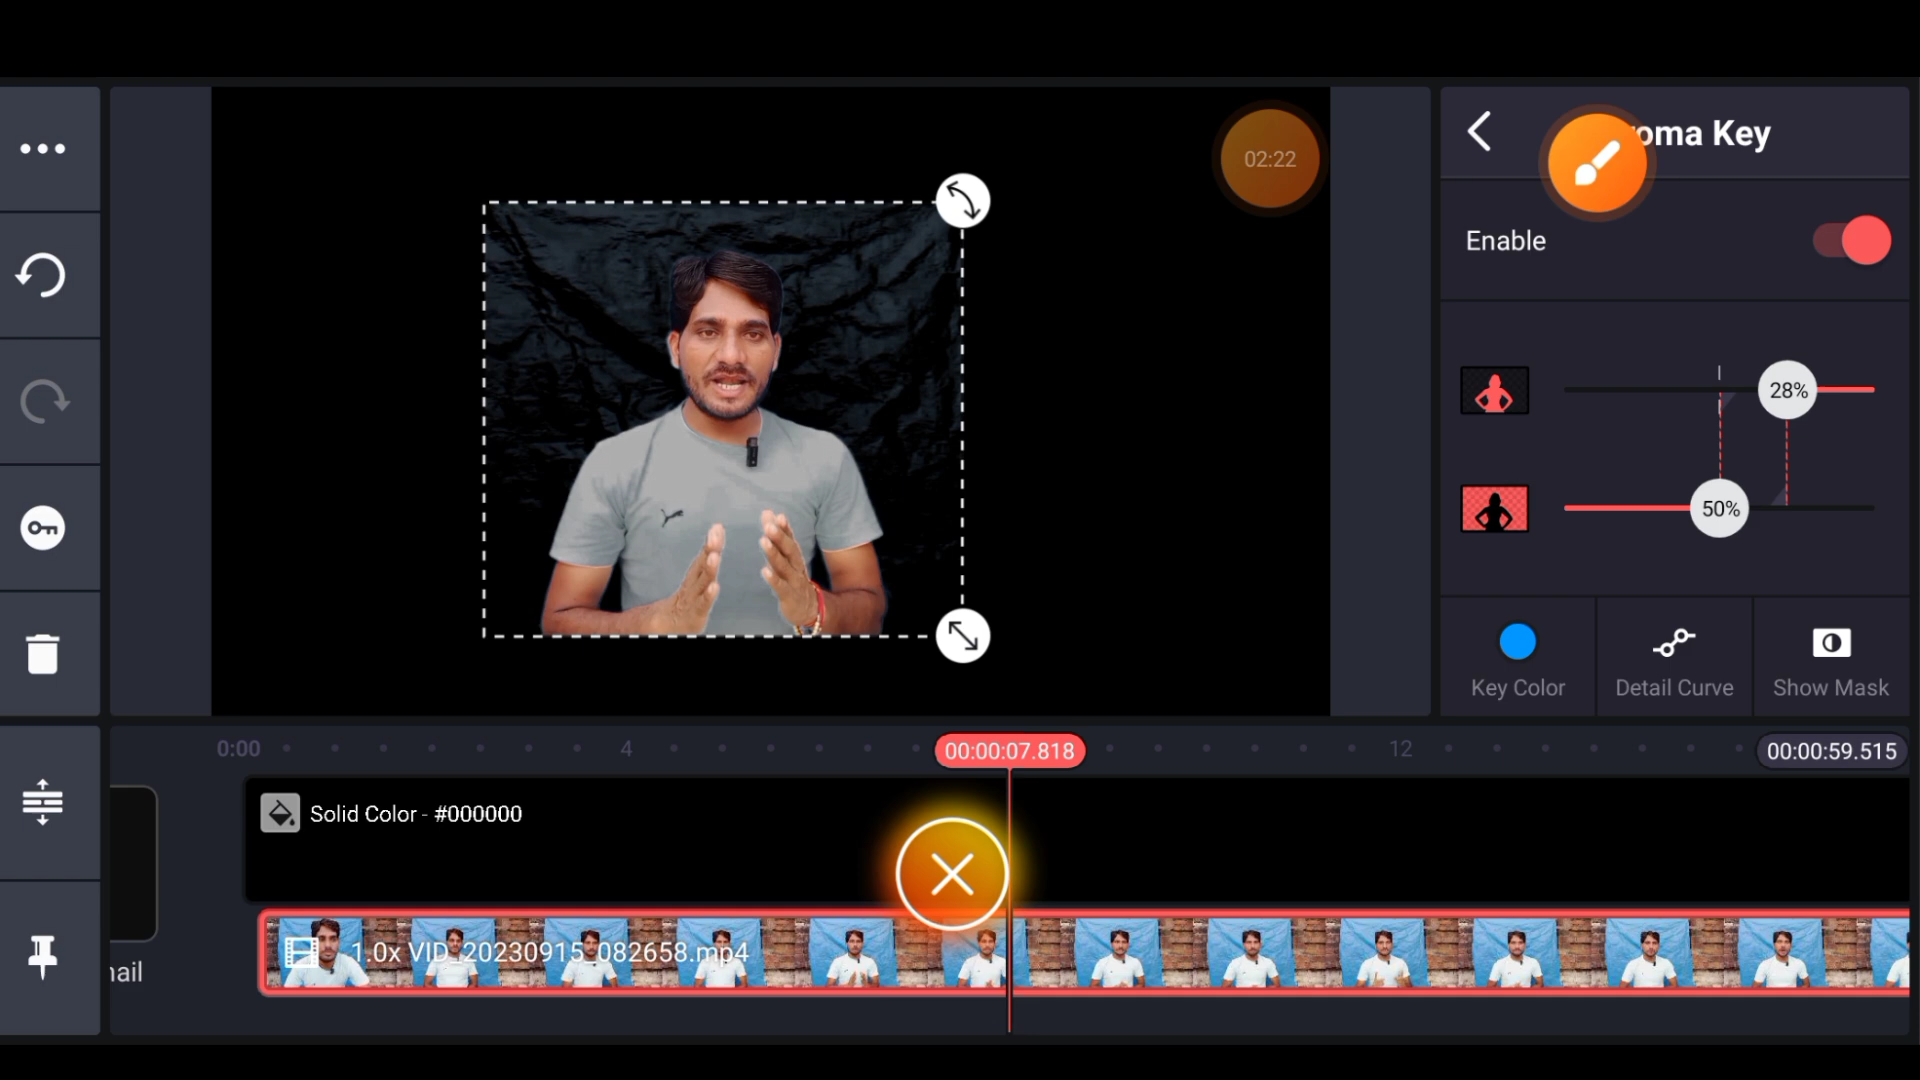 02:22
oma Key
Enable
28%
50%
Key Color
Detail Curve
Show Mask
0:00
4
00:00:07.818
12
00:00:59.515
Solid Color - #000000
1.0x VID_20230915_082658.mp4
nail